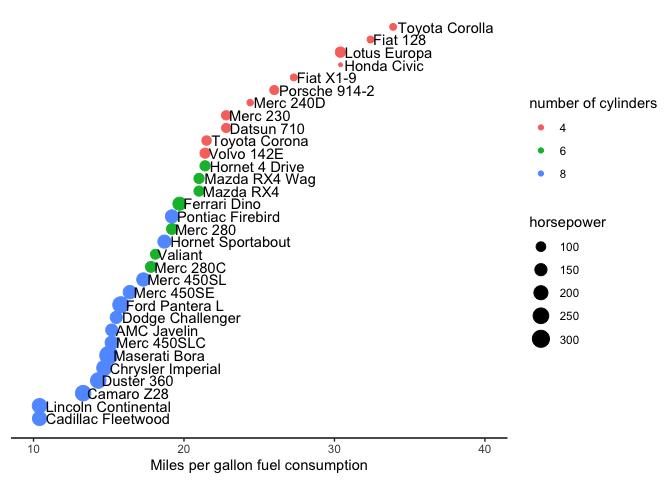 Toyota Corolla
Fiat 128
Lotus Europa
Honda Civic
Fiat X1-9
Porsche 914-2
Merc 240D
Merc 230
Datsun 710
Toyota Corona
Volvo 142E
Hornet 4 Drive
Mazda RX4 Wag
Mazda RX4
Ferrari Dino
Pontiac Firebird
Merc 280
Hornet Sportabout
Valiant
Merc 280C
Merc 450SL
Merc 450SE
Ford Pantera L
Dodge Challenger
AMC Javelin
Merc 450SLC
Maserati Bora
Chrysler Imperial
Duster 360
Camaro Z28
Lincoln Continental
Cadillac Fleetwood
10 20 30 40
Miles per gallon fuel consumption
number of cylinders
4
6
8
horsepower
100
150
200
250
300